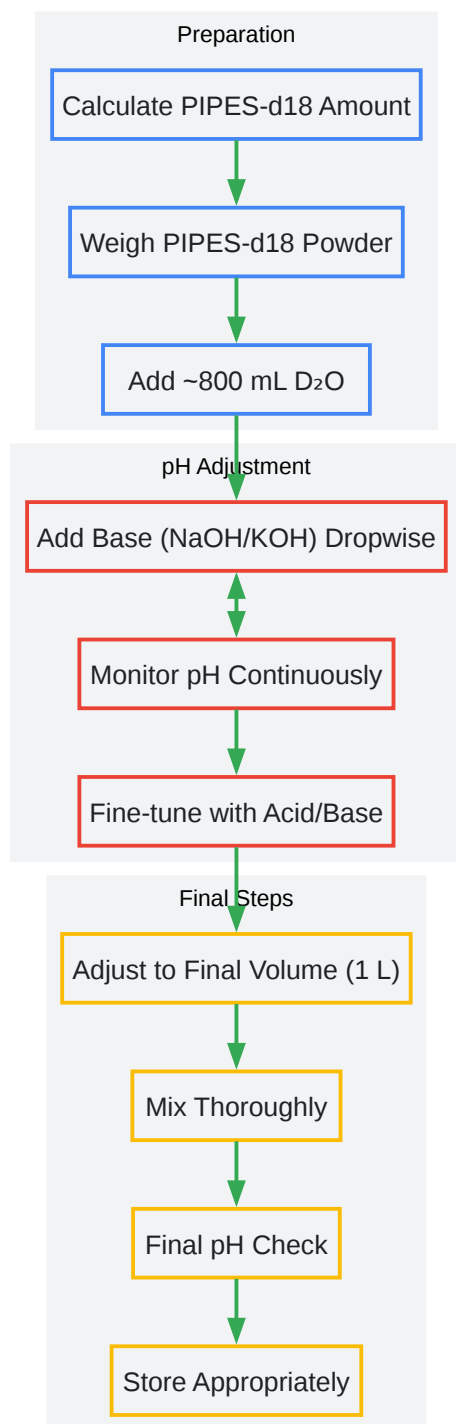 Preparation
Calculate PIPES-d18 Amount
Weigh PIPES-d18 Powder
Add ~800 mL D₂O
pH Adjustment
Add Base (NaOH/KOH) Dropwise
Monitor pH Continuously
Fine-tune with Acid/Base
Final Steps
Adjust to Final Volume (1 L)
Mix Thoroughly
Final pH Check
Store Appropriately